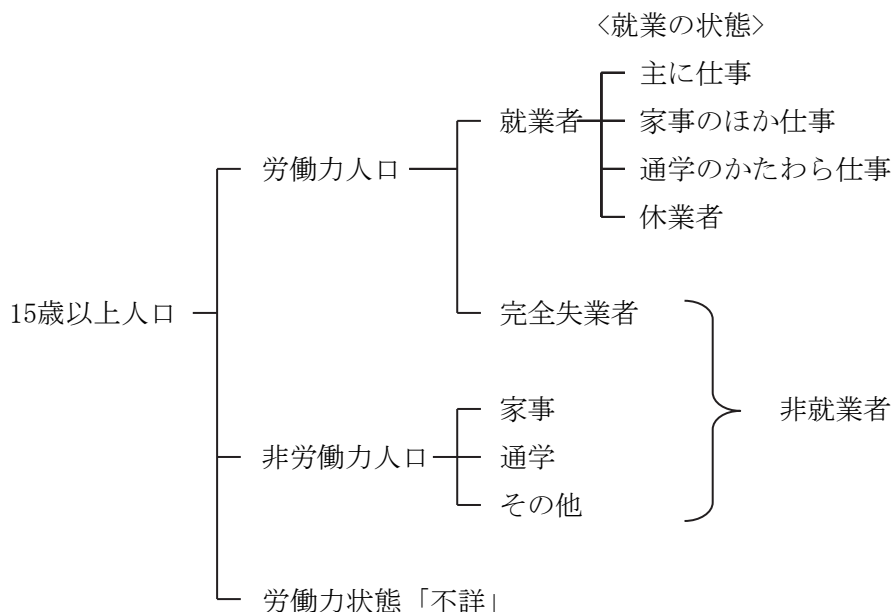 <就業の状態>
主に仕事
就業者
家事のほか仕事
労働力人口
通学のかたわら仕事
休業者
15歳以上人口
完全失業者
家事
非就業者
非労働力人口
通学
その他
労働力状態「不詳」